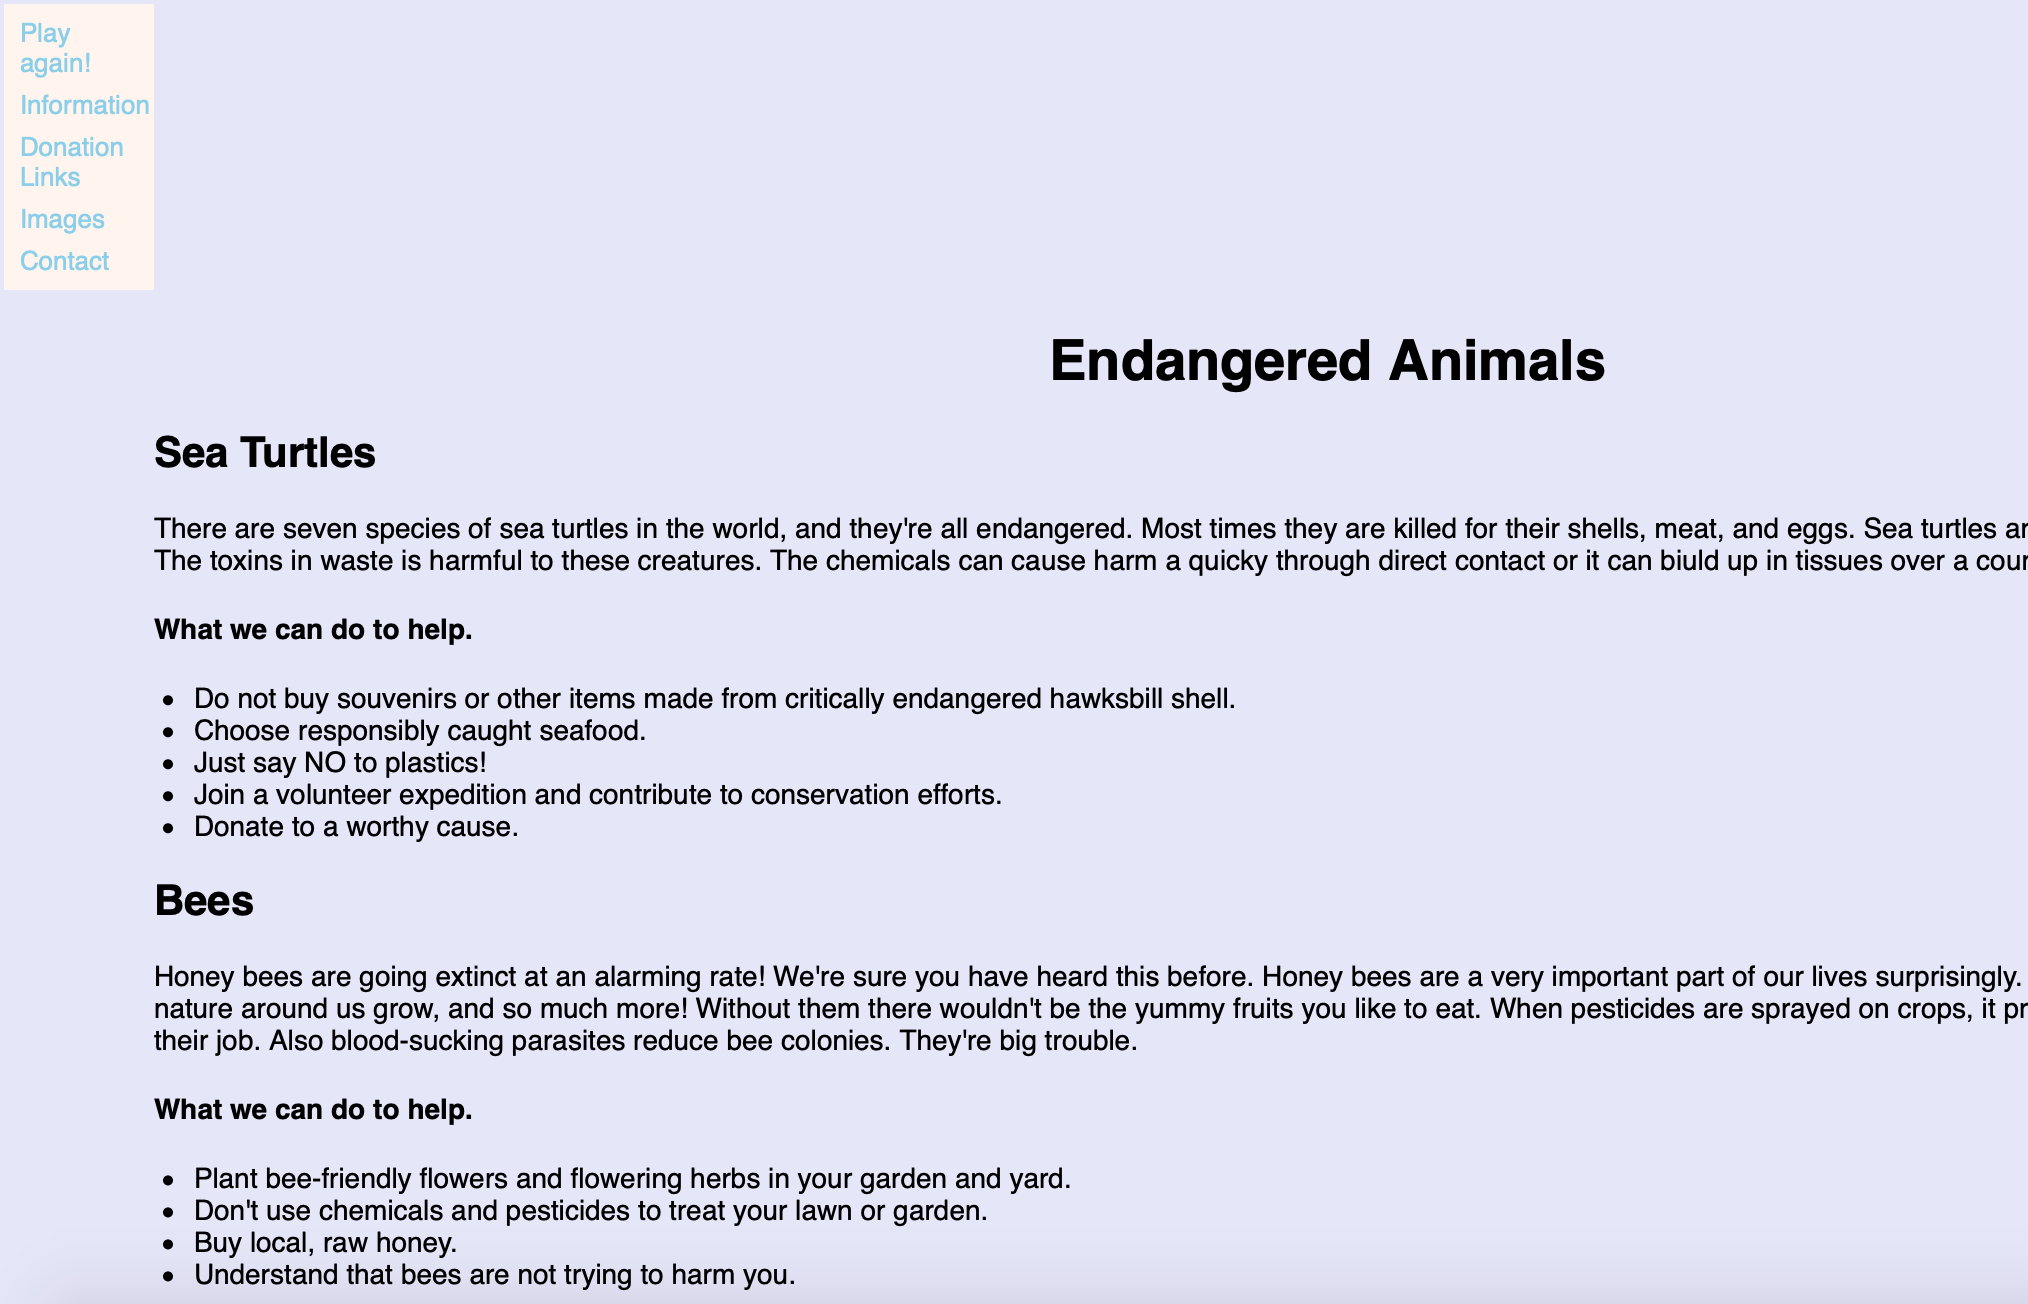 Play
again!
Information
Donation
Links
Images
Contact
Endangered Animals
Sea Turtles
There are seven species of sea turtles in the world, and they're all endangered. Most times they are killed for their shells, meat, and eggs. Sea turtles
The toxins in waste is harmful to these creatures. The chemicals can cause harm a quicky through direct contact or it can biuld up in tissues over a
What we can do to help.
Do not buy souvenirs or other items made from critically endangered hawksbill shell.
Choose responsibly caught seafood.
Just say NO to plastics!
Join a volunteer expedition and contribute to conservation efforts.
Donate to a worthy cause.
Bees
Honey bees are going extinct at an alarming rate! We're sure you have heard this before. Honey bees are a very important part of our lives surprisingly.
nature around us grow, and so much more! Without them there wouldn't be the yummy fruits you like to eat. When pesticides are sprayed on crops, it
their job. Also blood-sucking parasites reduce bee colonies. They're big trouble.
What we can do to help.
Plant bee-friendly flowers and flowering herbs in your garden and yard.
Don't use chemicals and pesticides to treat your lawn or garden.
Buy local, raw honey.
Understand that bees are not trying to harm you.